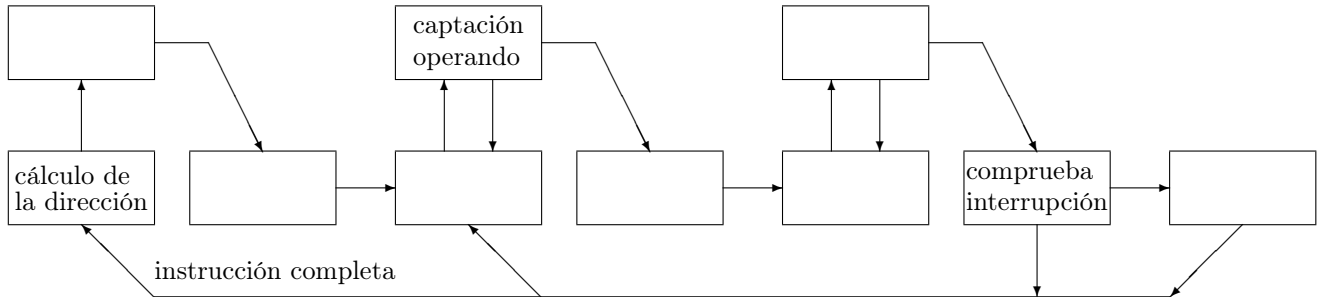 captación
operando
cálculo de
la dirección
comprueba
interrupción
instrucción completa